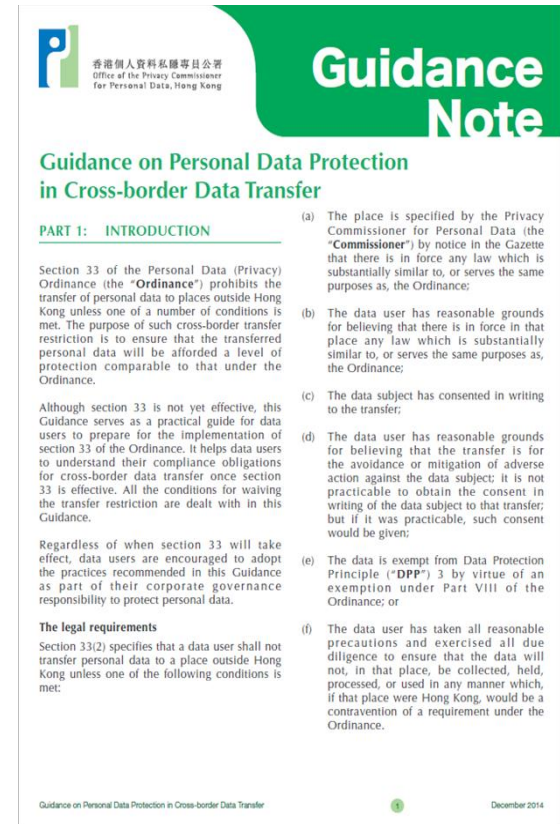 香港個人資料私隱專員公署
Office of the Privacy Commissioner
for Personal Data, Hong Kong
Guidance
Note
Guidance on Personal Data Protection
in Cross-border Data Transfer
PART 1: INTRODUCTION
Section 33 of the Personal Data (Privacy)
Ordinance (the “Ordinance”) prohibits the
transfer of personal data to places outside Hong
Kong unless one of a number of conditions is
met. The purpose of such cross-border transfer
restriction is to ensure that the transferred
personal data will be afforded a level of
protection comparable to that under the
Ordinance.
Although section 33 is not yet effective, this
Guidance serves as a practical guide for data
users to prepare for the implementation of
section 33 of the Ordinance. It helps data users
to understand their compliance obligations
for cross-border data transfer once section
33 is effective. All the conditions for waiving
the transfer restriction are dealt with in this
Guidance.
Regardless of when section 33 will take
effect, data users are encouraged to adopt
the practices recommended in this Guidance
as part of their corporate governance
responsibility to protect personal data.
The legal requirements
Section 33(2) specifies that a data user shall not
transfer personal data to a place outside Hong
Kong unless one of the following conditions is
met:
(a) The place is specified by the Privacy
Commissioner for Personal Data (the
“Commissioner”) by notice in the Gazette
that there is in force any law which is
substantially similar to, or serves the same
purposes as, the Ordinance;
(b) The data user has reasonable grounds
for believing that there is in force in that
place any law which is substantially
similar to, or serves the same purposes as,
the Ordinance;
(c) The data subject has consented in writing
to the transfer;
(d) The data user has reasonable grounds
for believing that the transfer is for
the avoidance or mitigation of adverse
action against the data subject; it is not
practicable to obtain the consent in
writing of the data subject to that transfer;
but if it was practicable, such consent
would be given;
(e) The data is exempt from Data Protection
Principle (“DPP”) 3 by virtue of an
exemption under Part VIII of the
Ordinance; or
(f) The data user has taken all reasonable
precautions and exercised all due
diligence to ensure that the data will
not, in that place, be collected, held,
processed, or used in any manner which,
if that place were Hong Kong, would be a
contravention of a requirement under the
Ordinance.
Guidance on Personal Data Protection in Cross-border Data Transfer
1
December 2014